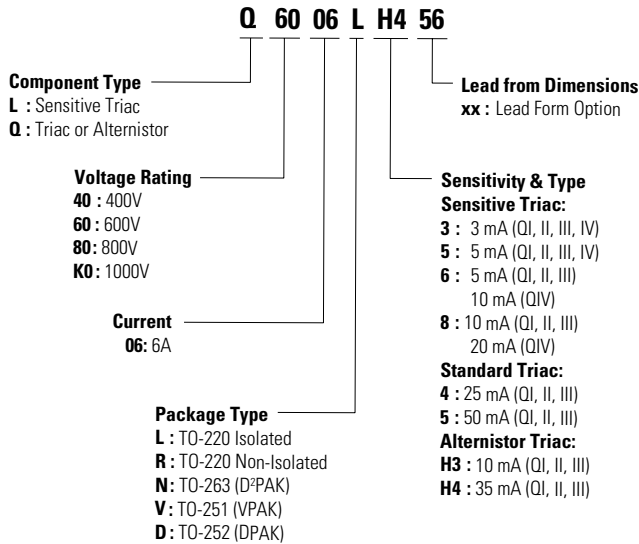 Q 60 06 L H4 56
Component Type
L : Sensitive Triac
Q : Triac or Alternistor
Voltage Rating
40 : 400V
60 : 600V
80 : 800V
K0 : 1000V
Current
06: 6A
Package Type
L : TO-220 Isolated
R : TO-220 Non-Isolated
N : TO-263 (D²PAK)
V : TO-251 (VPAK)
D : TO-252 (DPAK)
Lead from Dimensions
xx : Lead Form Option
Sensitivity & Type
Sensitive Triac:
3 : 3 mA (QI, II, III, IV)
5 : 5 mA (QI, II, III, IV)
6 : 5 mA (QI, II, III)
10 mA (QIV)
8 : 10 mA (QI, II, III)
20 mA (QIV)
Standard Triac:
4 : 25 mA (QI, II, III)
5 : 50 mA (QI, II, III)
Alternistor Triac:
H3 : 10 mA (QI, II, III)
H4 : 35 mA (QI, II, III)